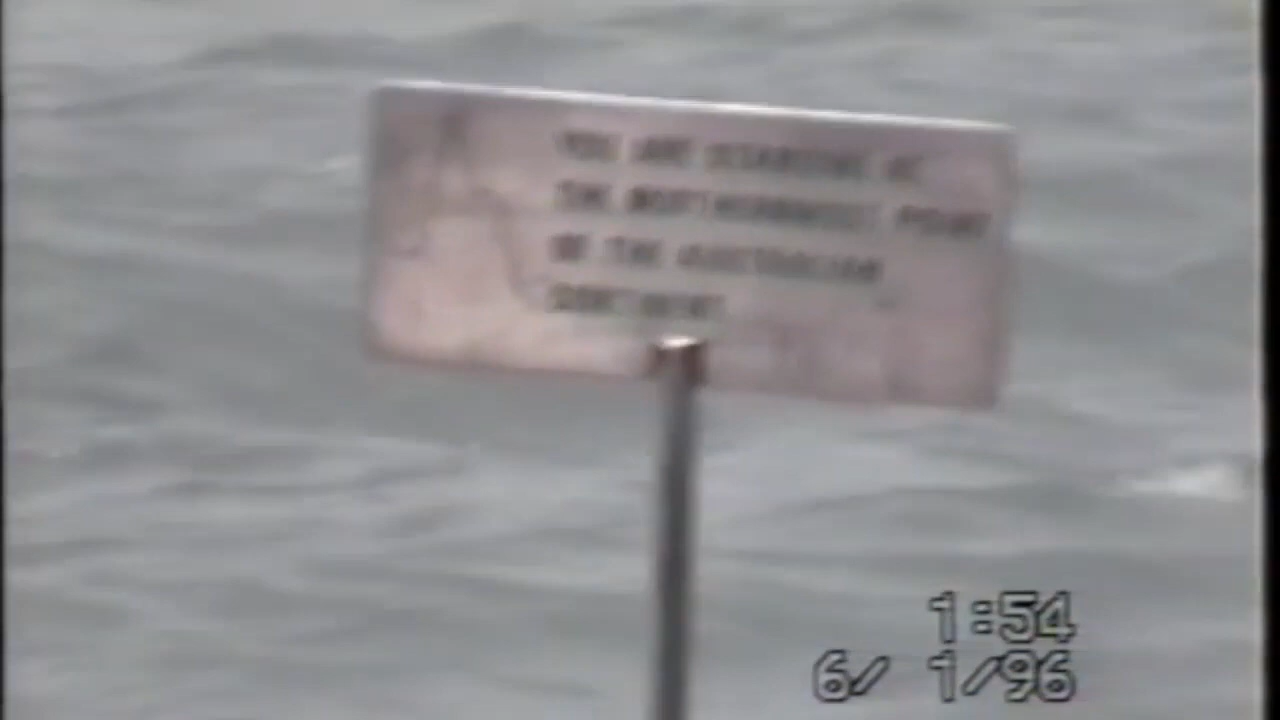 YOU ARE STANDING AT
THE NORTHERNMOST POINT
OF THE AUSTRALIAN
CONTINENT
1:54
6/ 1/96